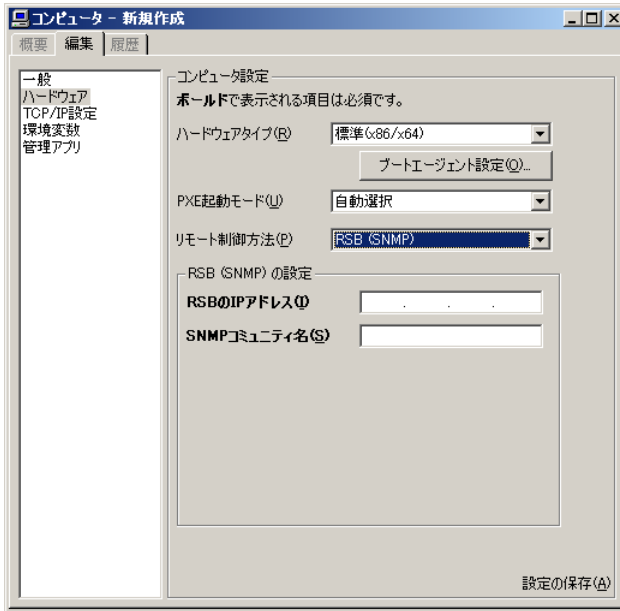 コンピュータ - 新規作成
概要 編集 履歴
一般
ハードウェア
TCP/IP設定
環境変数
管理アプリ
コンピュータ設定
ボールドで表示される項目は必須です。
ハードウェアタイプ(R) 標準(x86/x64)
ブートエージェント設定(O)...
PXE起動モード(U) 自動選択
リモート制御方法(P) RSB (SNMP)
RSB (SNMP) の設定
RSBのIPアドレス(I) . . .
SNMPコミュニティ名(S)
設定の保存(A)